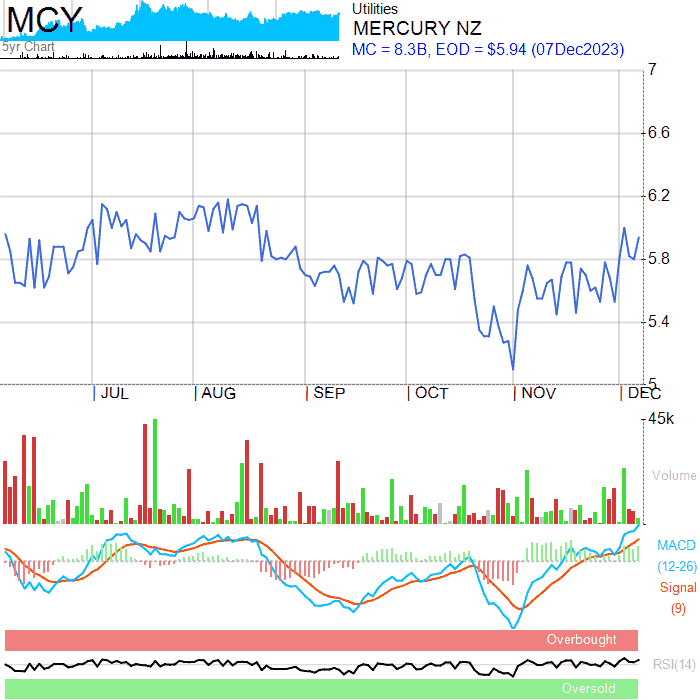 MCY
5yr Chart
Utilities
MERCURY NZ
MC = 8.3B, EOD = $5.94 (07Dec2023)
7
6.6
6.2
5.8
5.4
5
| JUL | AUG | SEP | OCT | NOV | DEC
45k
Volume
MACD
(12-26)
Signal
(9)
Overbought
RSI(14)
Oversold